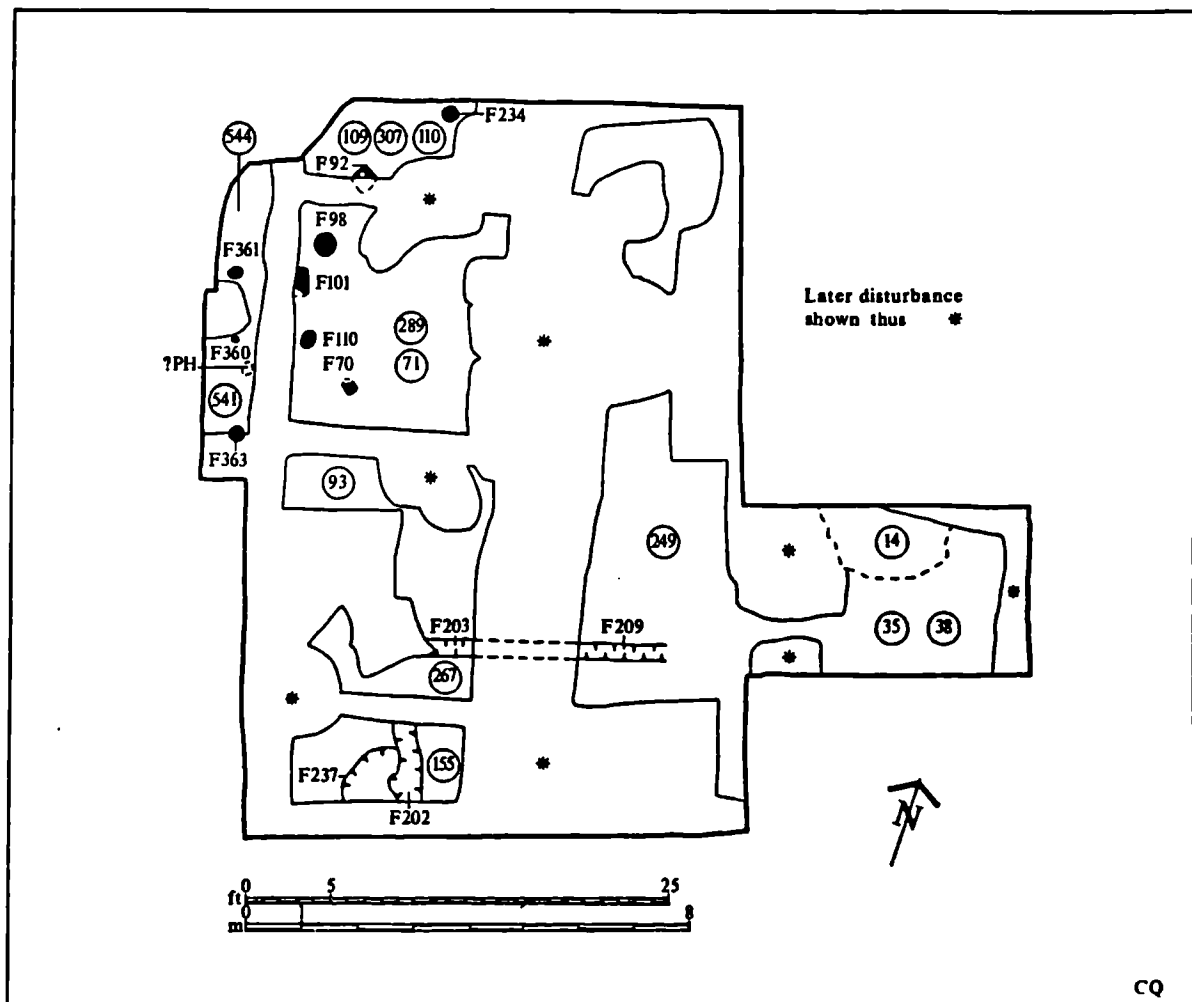 F234
544
109 307 110
F92
F98
F361
F101
Later disturbance
shown thus *
289
F110
F360
F70
71
?PH
541
F363
93
249
14
F203
F209
35 38
267
F237
155
F202
N
0 5 25
ft
0 8
m
CQ